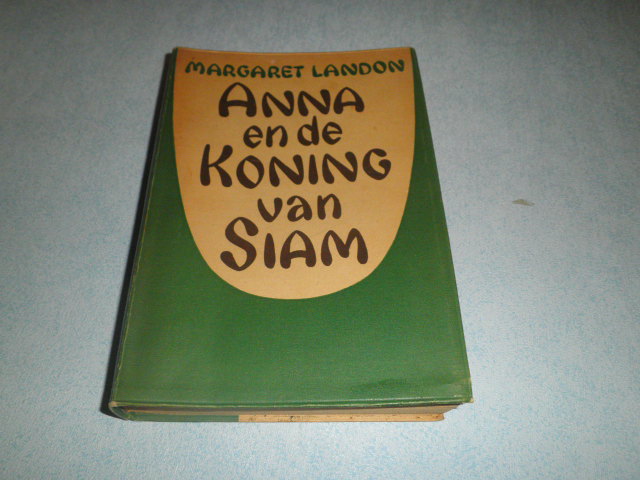 MARGARET LANDON
ANNA
en de
KONING
van
SIAM